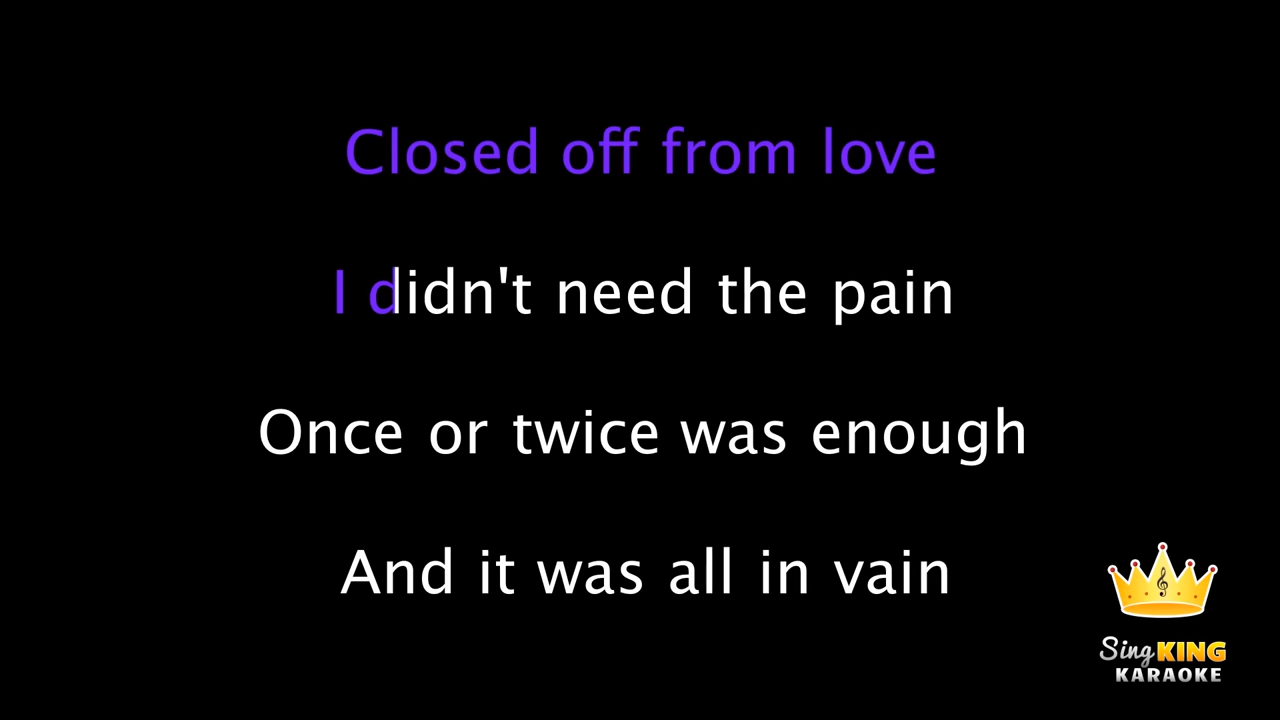 Closed off from love
I didn't need the pain
Once or twice was enough
And it was all in vain
Sing KING
KARAOKE